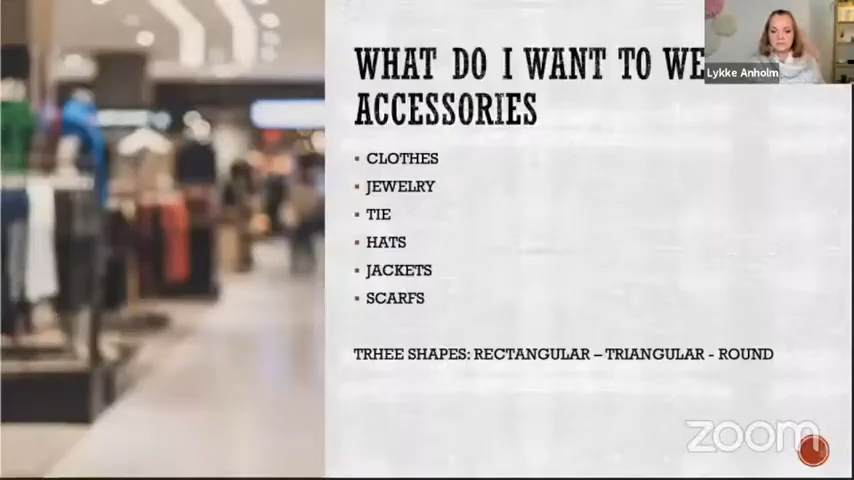 WHAT DO I WANT TO WE
ACCESSORIES
Lykke Anholm
▪ CLOTHES
▪ JEWELRY
▪ TIE
▪ HATS
▪ JACKETS
▪ SCARFS
TRHEE SHAPES: RECTANGULAR – TRIANGULAR - ROUND
zoom